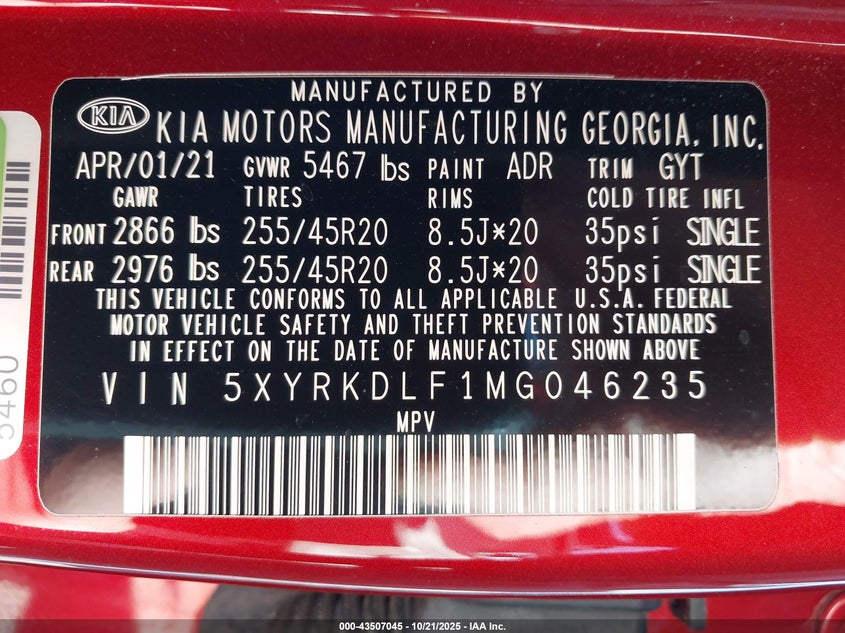 MANUFACTURED BY
KIA KIA MOTORS MANUFACTURING GEORGIA, INC.
APR/01/21 GVWR 5467 lbs PAINT ADR TRIM GYT
GAWR TIRES RIMS COLD TIRE INFL
FRONT 2866 lbs 255/45R20 8.5J*20 35psi SINGLE
REAR 2976 lbs 255/45R20 8.5J*20 35psi SINGLE
THIS VEHICLE CONFORMS TO ALL APPLICABLE U.S.A. FEDERAL
MOTOR VEHICLE SAFETY AND THEFT PREVENTION STANDARDS
IN EFFECT ON THE DATE OF MANUFACTURE SHOWN ABOVE
VIN 5XYRKDLF1MG046235
MPV
5460
000-43507045 - 10/21/2025 - IAA Inc.